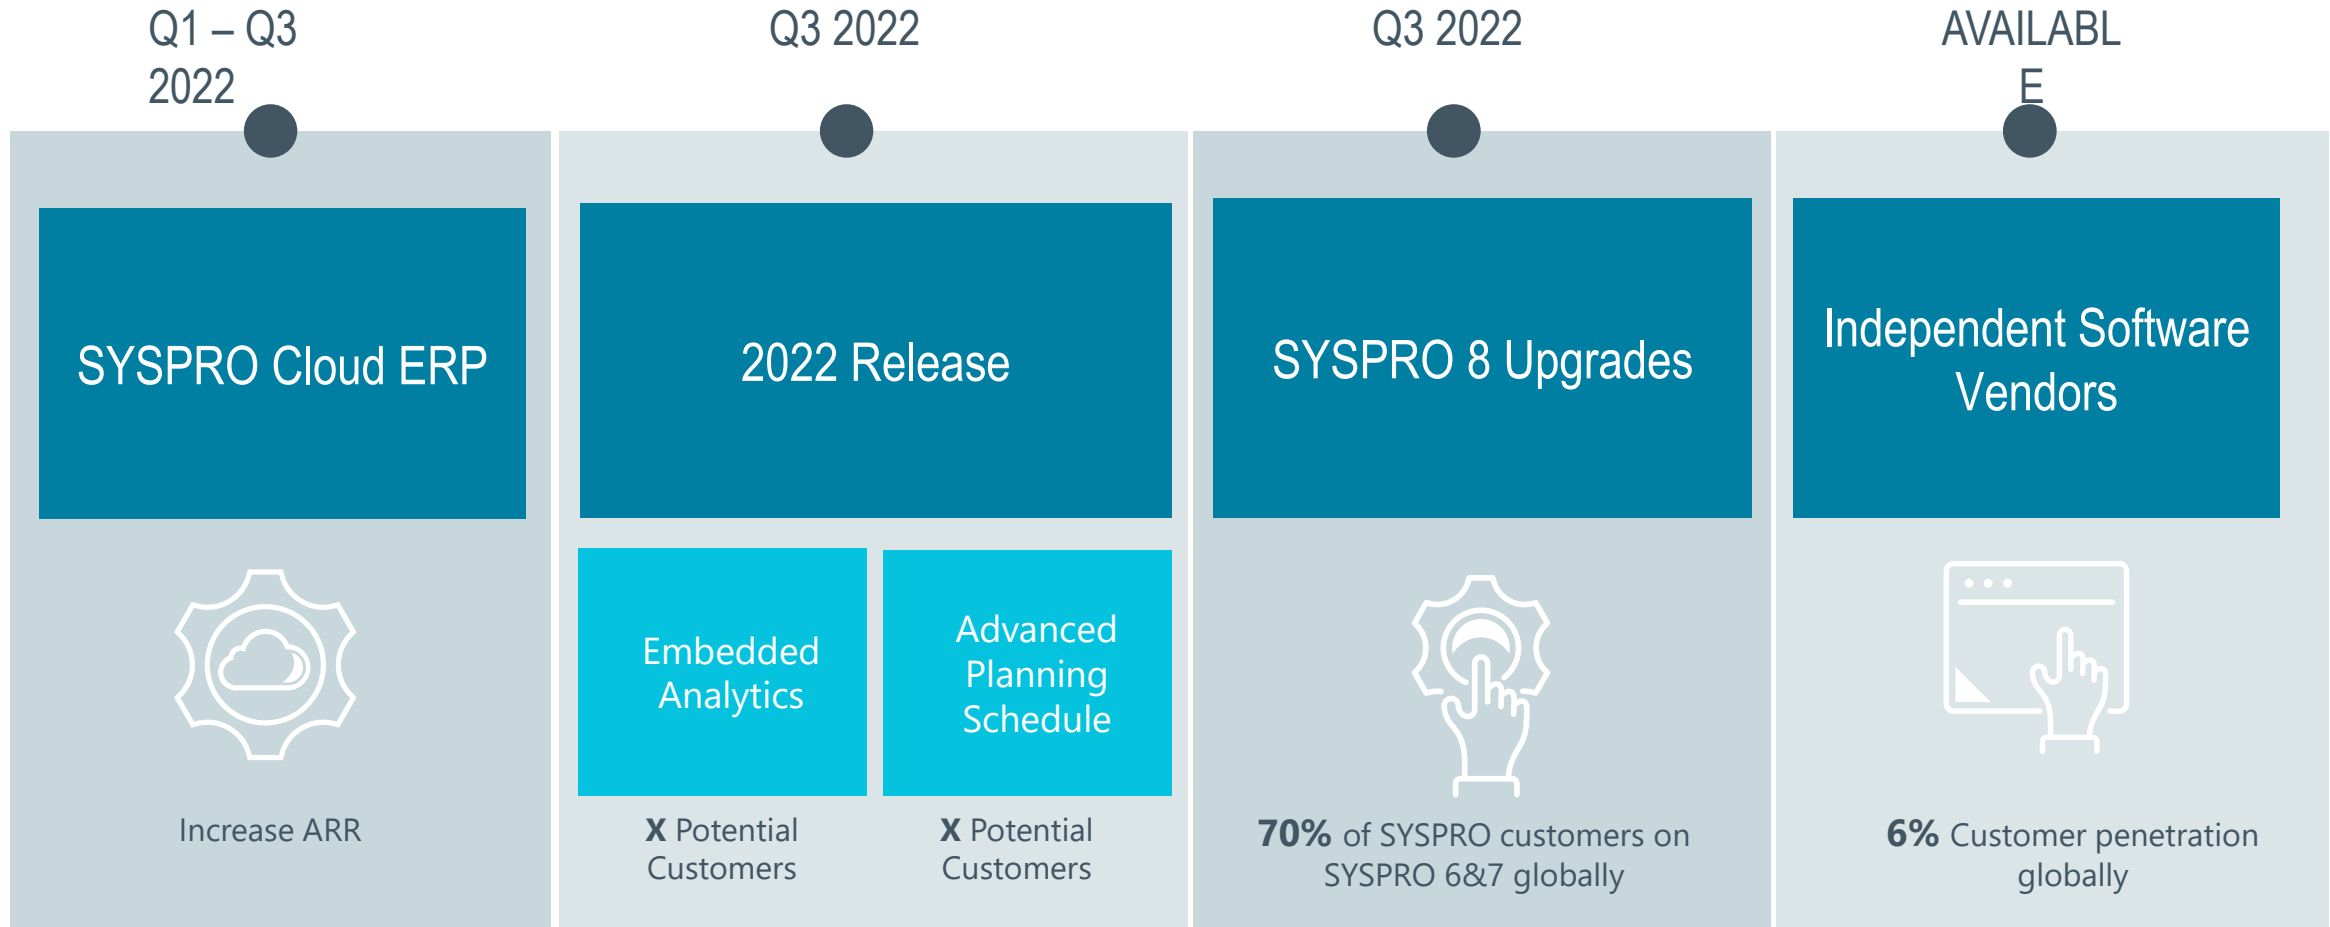 Q1 – Q3
2022
Q3 2022
Q3 2022
AVAILABL
E
SYSPRO Cloud ERP
2022 Release
SYSPRO 8 Upgrades
Independent Software
Vendors
Embedded
Analytics
Advanced
Planning
Schedule
Increase ARR
X Potential
Customers
X Potential
Customers
70% of SYSPRO customers on
SYSPRO 6&7 globally
6% Customer penetration
globally